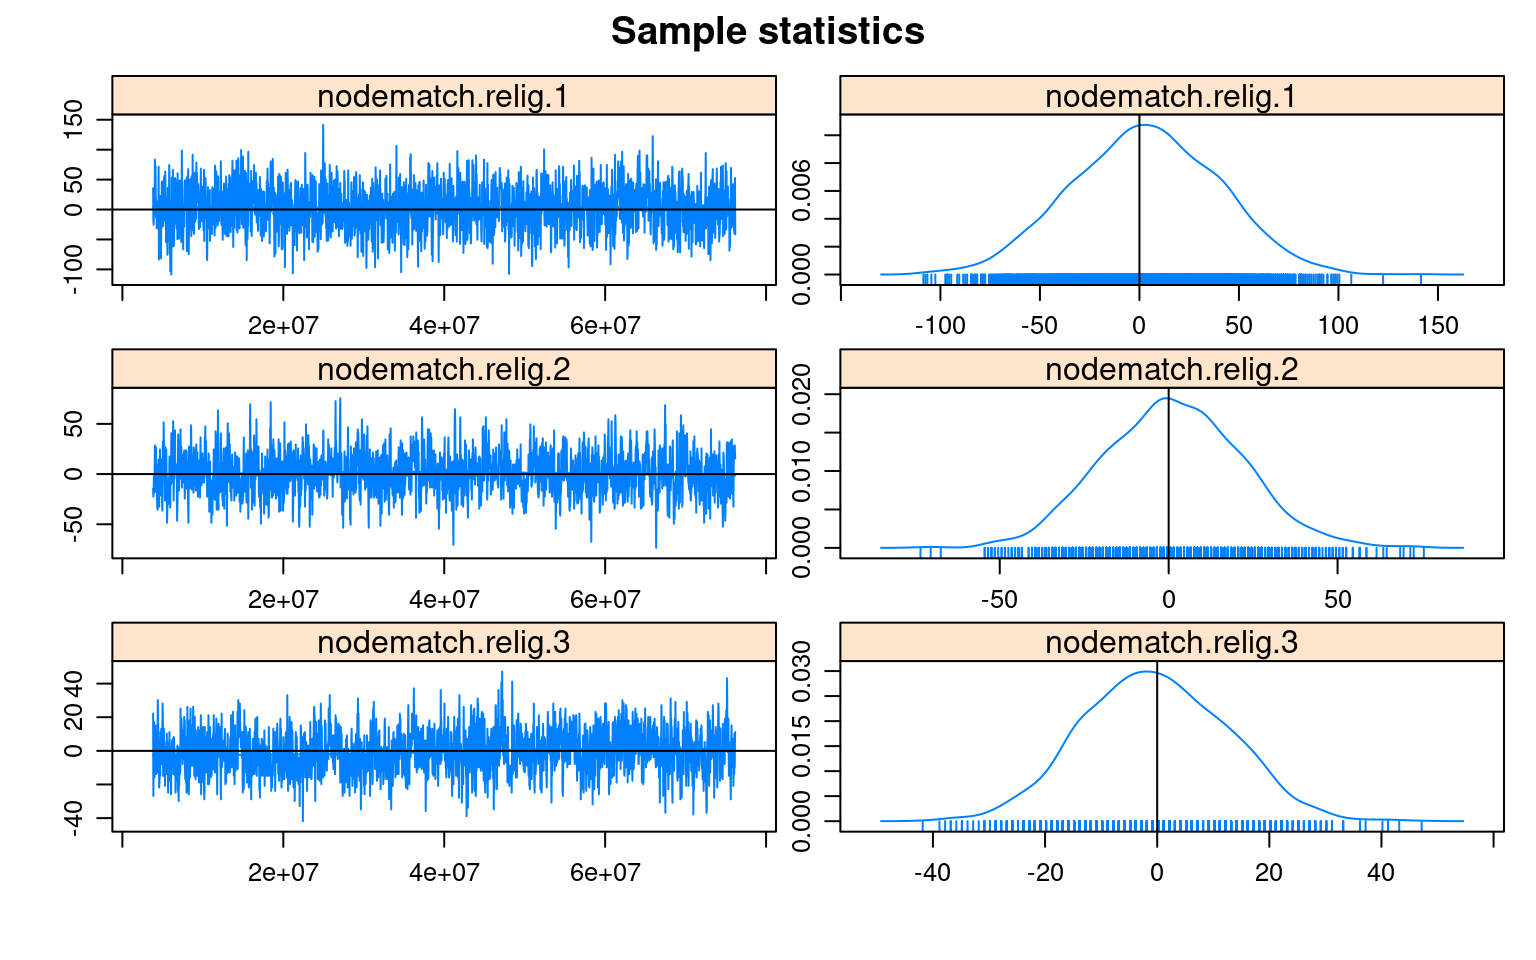 Sample statistics
nodematch.relig.1
nodematch.relig.1
150
50
0
-100
2e+07 4e+07 6e+07
0.006
0.000
-100 -50 0 50 100 150
nodematch.relig.2
nodematch.relig.2
50
0
-50
2e+07 4e+07 6e+07
0.020
0.010
0.000
-50 0 50
nodematch.relig.3
nodematch.relig.3
40
20
0
-40
2e+07 4e+07 6e+07
0.030
0.015
0.000
-40 -20 0 20 40